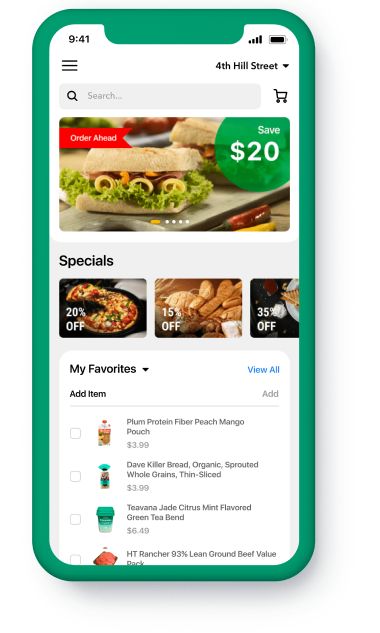 9:41
4th Hill Street
Search...
Order Ahead
Save
$20
Specials
20%
OFF
15%
OFF
35%
OFF
My Favorites
View All
Add Item
Add
Plum Protein Fiber Peach Mango
Pouch
$3.99
Dave Killer Bread, Organic, Sprouted
Whole Grains, Thin-Sliced
$3.99
Teavana Jade Citrus Mint Flavored
Green Tea Bend
$6.49
HT Rancher 93% Lean Ground Beef Value
Pack